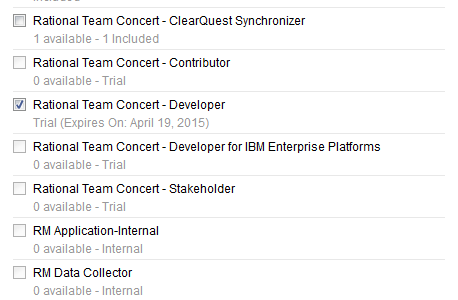 Included
Rational Team Concert - ClearQuest Synchronizer
1 available - 1 Included
Rational Team Concert - Contributor
0 available - Trial
Rational Team Concert - Developer
Trial (Expires On: April 19, 2015)
Rational Team Concert - Developer for IBM Enterprise Platforms
0 available - Trial
Rational Team Concert - Stakeholder
0 available - Trial
RM Application-Internal
0 available - Internal
RM Data Collector
0 available - Internal